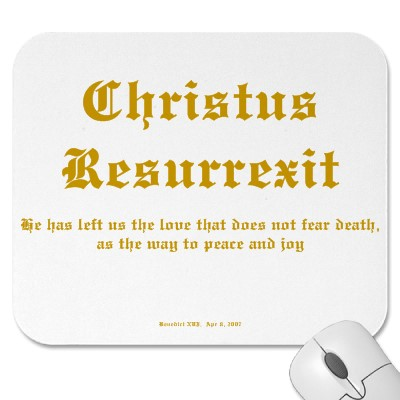 Christus
Resurrexit
He has left us the love that does not fear death,
as the way to peace and joy
Benedict XVI, Apr 8, 2007